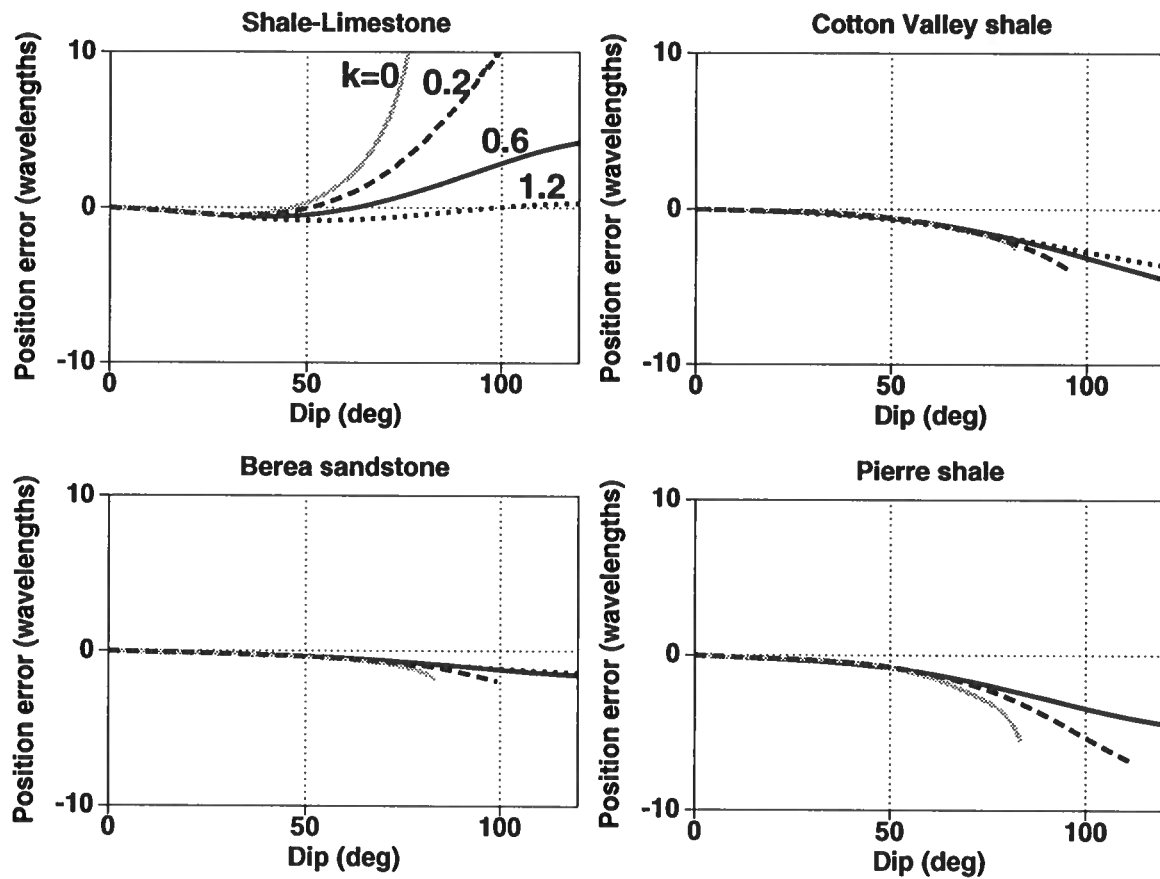 Shale-Limestone
Position error (wavelengths)
10
0
-10
k=0
0.2
0.6
1.2
0
50
100
Dip (deg)
Cotton Valley shale
Position error (wavelengths)
10
0
-10
0
50
100
Dip (deg)
Berea sandstone
Position error (wavelengths)
10
0
-10
0
50
100
Dip (deg)
Pierre shale
Position error (wavelengths)
10
0
-10
0
50
100
Dip (deg)